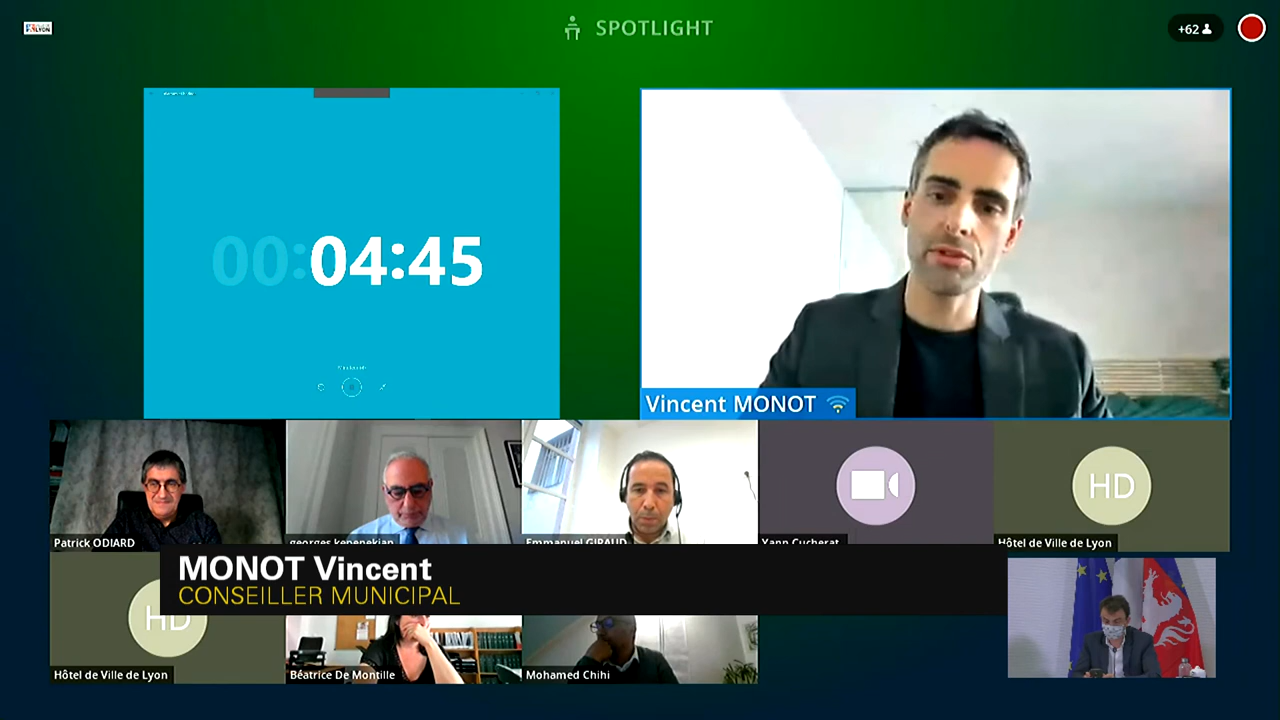 LYON
SPOTLIGHT
+62
00:04:45
Vincent MONOT
Patrick ODIARD
georges kepenekian
Emmanuel GIRAUD
Yann Cucherat
HD
Hôtel de Ville de Lyon
MONOT Vincent
CONSEILLER MUNICIPAL
HD
Hôtel de Ville de Lyon
Béatrice De Montille
Mohamed Chihi